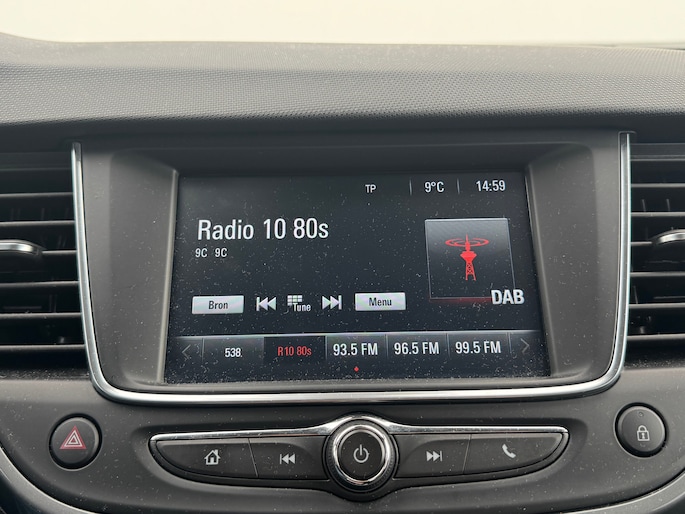 TP 9°C 14:59
Radio 10 80s
9C 9C
DAB
Bron Tune Menu
538. R10 80s 93.5 FM 96.5 FM 99.5 FM